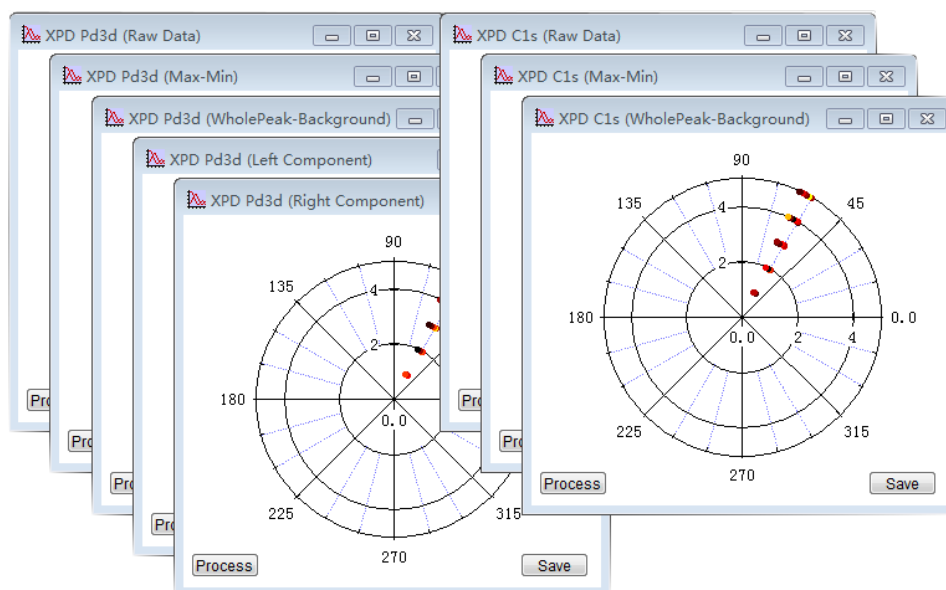 XPD Pd3d (Raw Data)
XPD C1s (Raw Data)
XPD Pd3d (Max-Min)
XPD C1s (Max-Min)
XPD Pd3d (WholePeak-Background)
XPD C1s (WholePeak-Background)
XPD Pd3d (Left Component)
XPD Pd3d (Right Component)
90
135
45
4
2
180
0.0
0.0
2
4
225
315
270
Process
Save
90
135
4
2
180
0.0
225
315
270
Process
Save